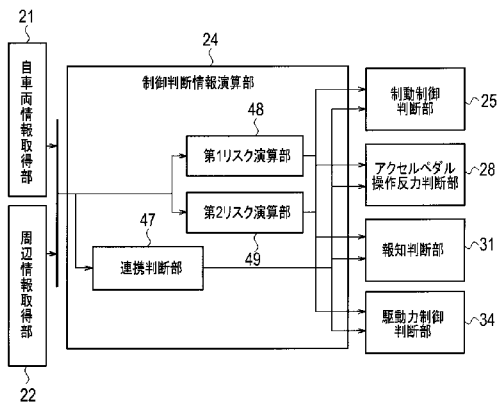 21
自車両情報取得部
周辺情報取得部
22
24
制御判断情報演算部
48
第1リスク演算部
第2リスク演算部
49
47
連携判断部
制動制御
判断部
25
アクセルペダル
操作反力判断部
28
報知判断部
31
駆動力制御
判断部
34